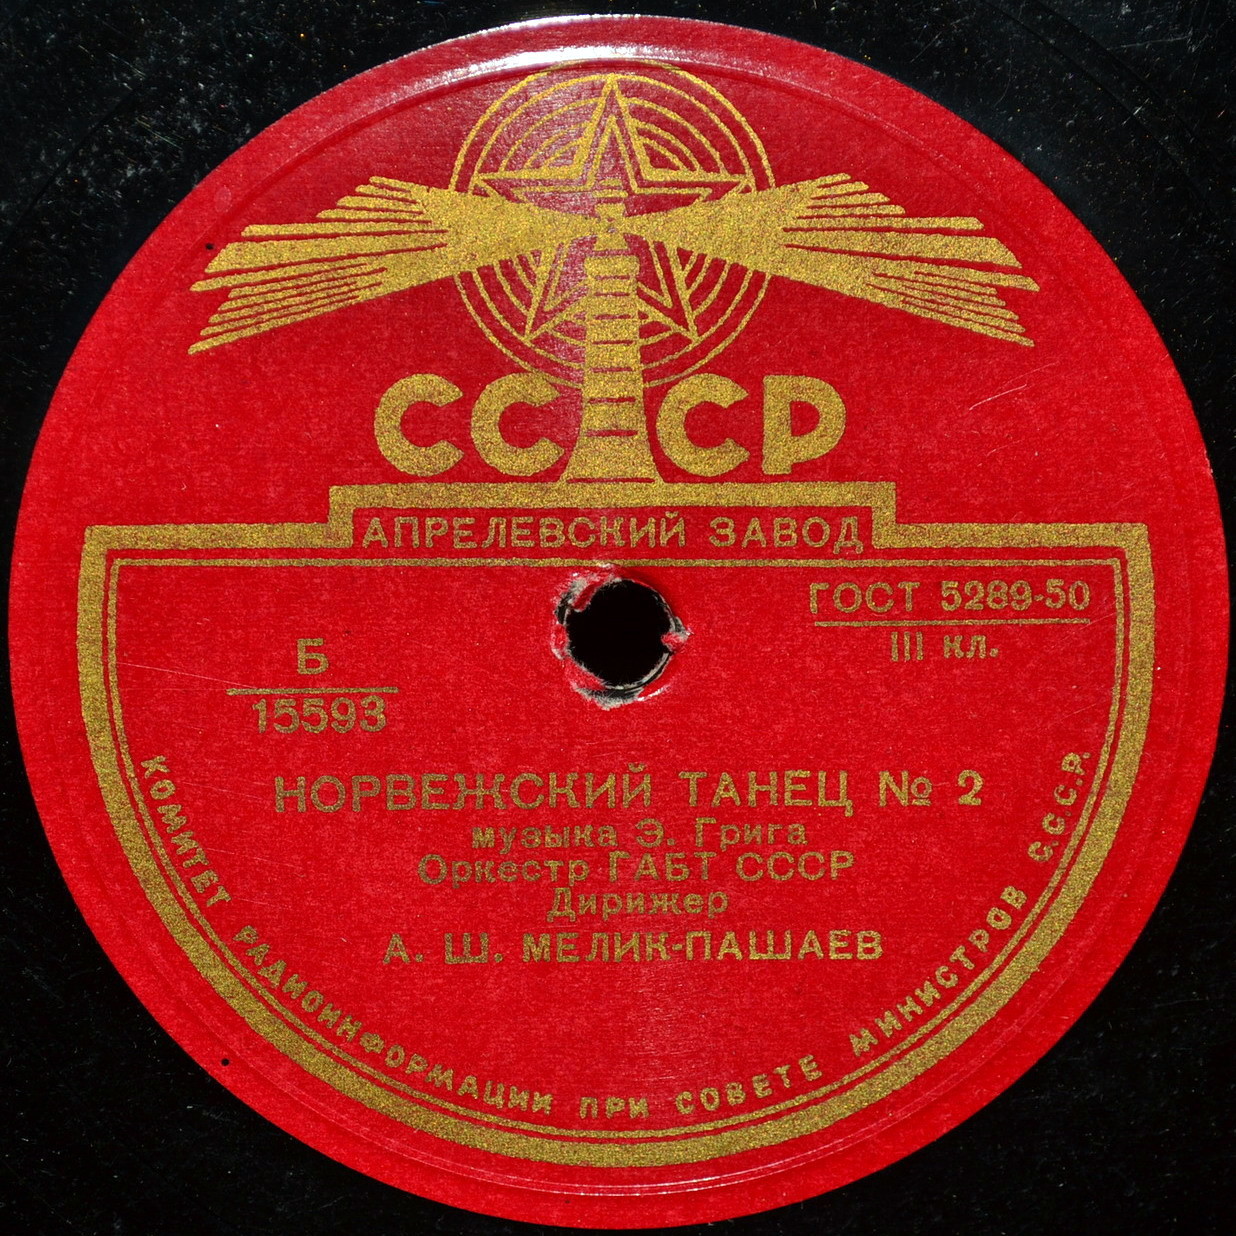 СССР
АПРЕЛЕВСКИЙ ЗАВОД
ГОСТ 5289-50
III кл.
Б
15593
НОРВЕЖСКИЙ ТАНЕЦ № 2
музыка Э. Грига
Оркестр ГАБТ СССР
Дирижер
А. Ш. МЕЛИК-ПАШАЕВ
КОМИТЕТ РАДИОИНФОРМАЦИИ ПРИ СОВЕТЕ МИНИСТРОВ С.С.С.Р.